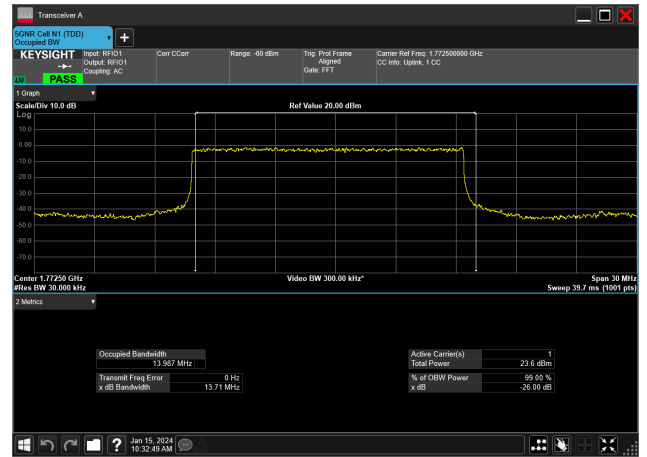 Transceiver A
5GNR Cell N1 (TDD)
Occupied BW
+
KEYSIGHT
LXI
PASS
Input: RFIO1
Output: RFIO1
Coupling: AC
Corr CCorr
Range: -60 dBm
Trig: Prot Frame
Aligned
Gate: FFT
Carrier Ref Freq: 1.772500000 GHz
CC Info: Uplink, 1 CC
1 Graph
Scale/Div 10.0 dB
Ref Value 20.00 dBm
Log
10.0
0.00
-10.0
-20.0
-30.0
-40.0
-50.0
-60.0
-70.0
Center 1.77250 GHz
Video BW 300.00 kHz*
Span 30 MHz
#Res BW 30.000 kHz
Sweep 39.7 ms (1001 pts)
2 Metrics
Occupied Bandwidth
13.987 MHz
Active Carrier(s) 1
Total Power 23.6 dBm
Transmit Freq Error 0 Hz
x dB Bandwidth 13.71 MHz
% of OBW Power 99.00 %
x dB -26.00 dB
?
Jan 15, 2024
10:32:49 AM